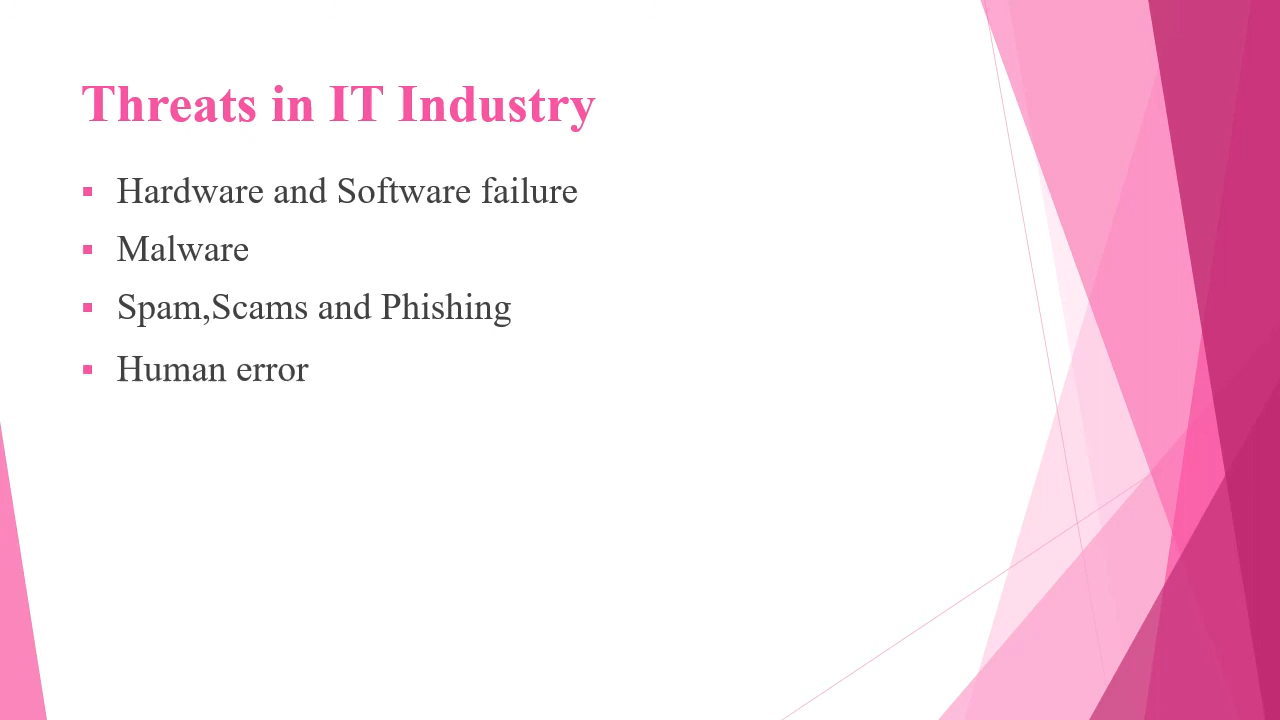 Threats in IT Industry
Hardware and Software failure
Malware
Spam,Scams and Phishing
Human error